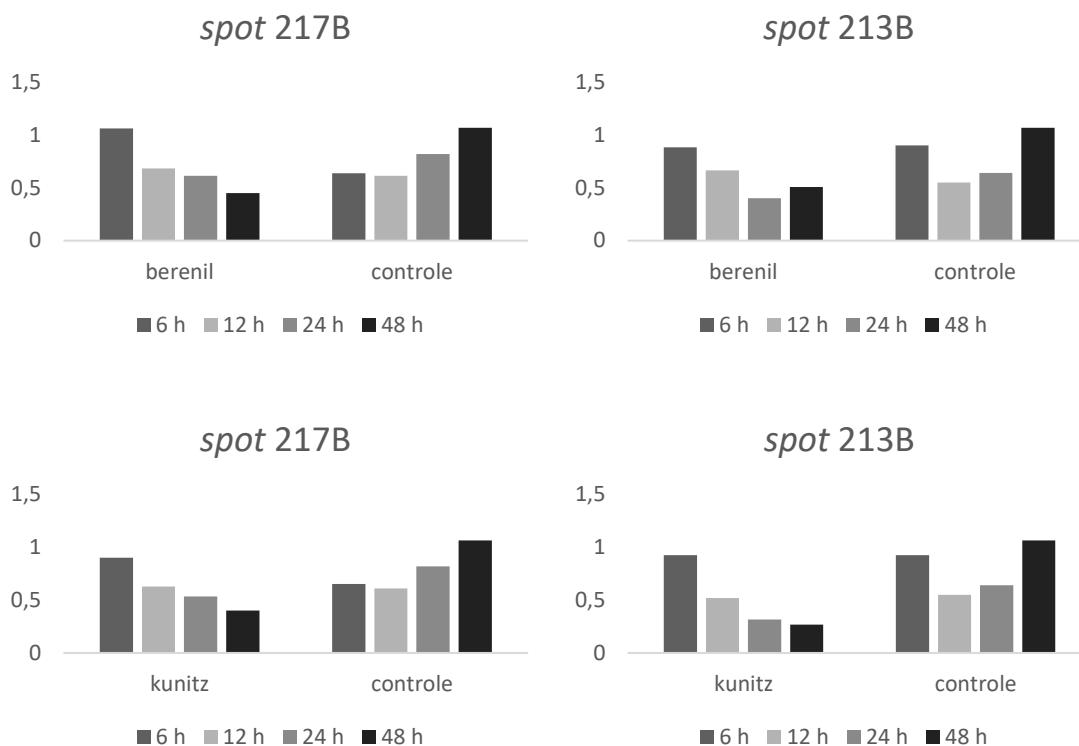 spot 217B
1,5
1
0,5
0
berenil controle
6 h 12 h 24 h 48 h
spot 213B
1,5
1
0,5
0
berenil controle
6 h 12 h 24 h 48 h
spot 217B
1,5
1
0,5
0
kunitz controle
6 h 12 h 24 h 48 h
spot 213B
1,5
1
0,5
0
kunitz controle
6 h 12 h 24 h 48 h